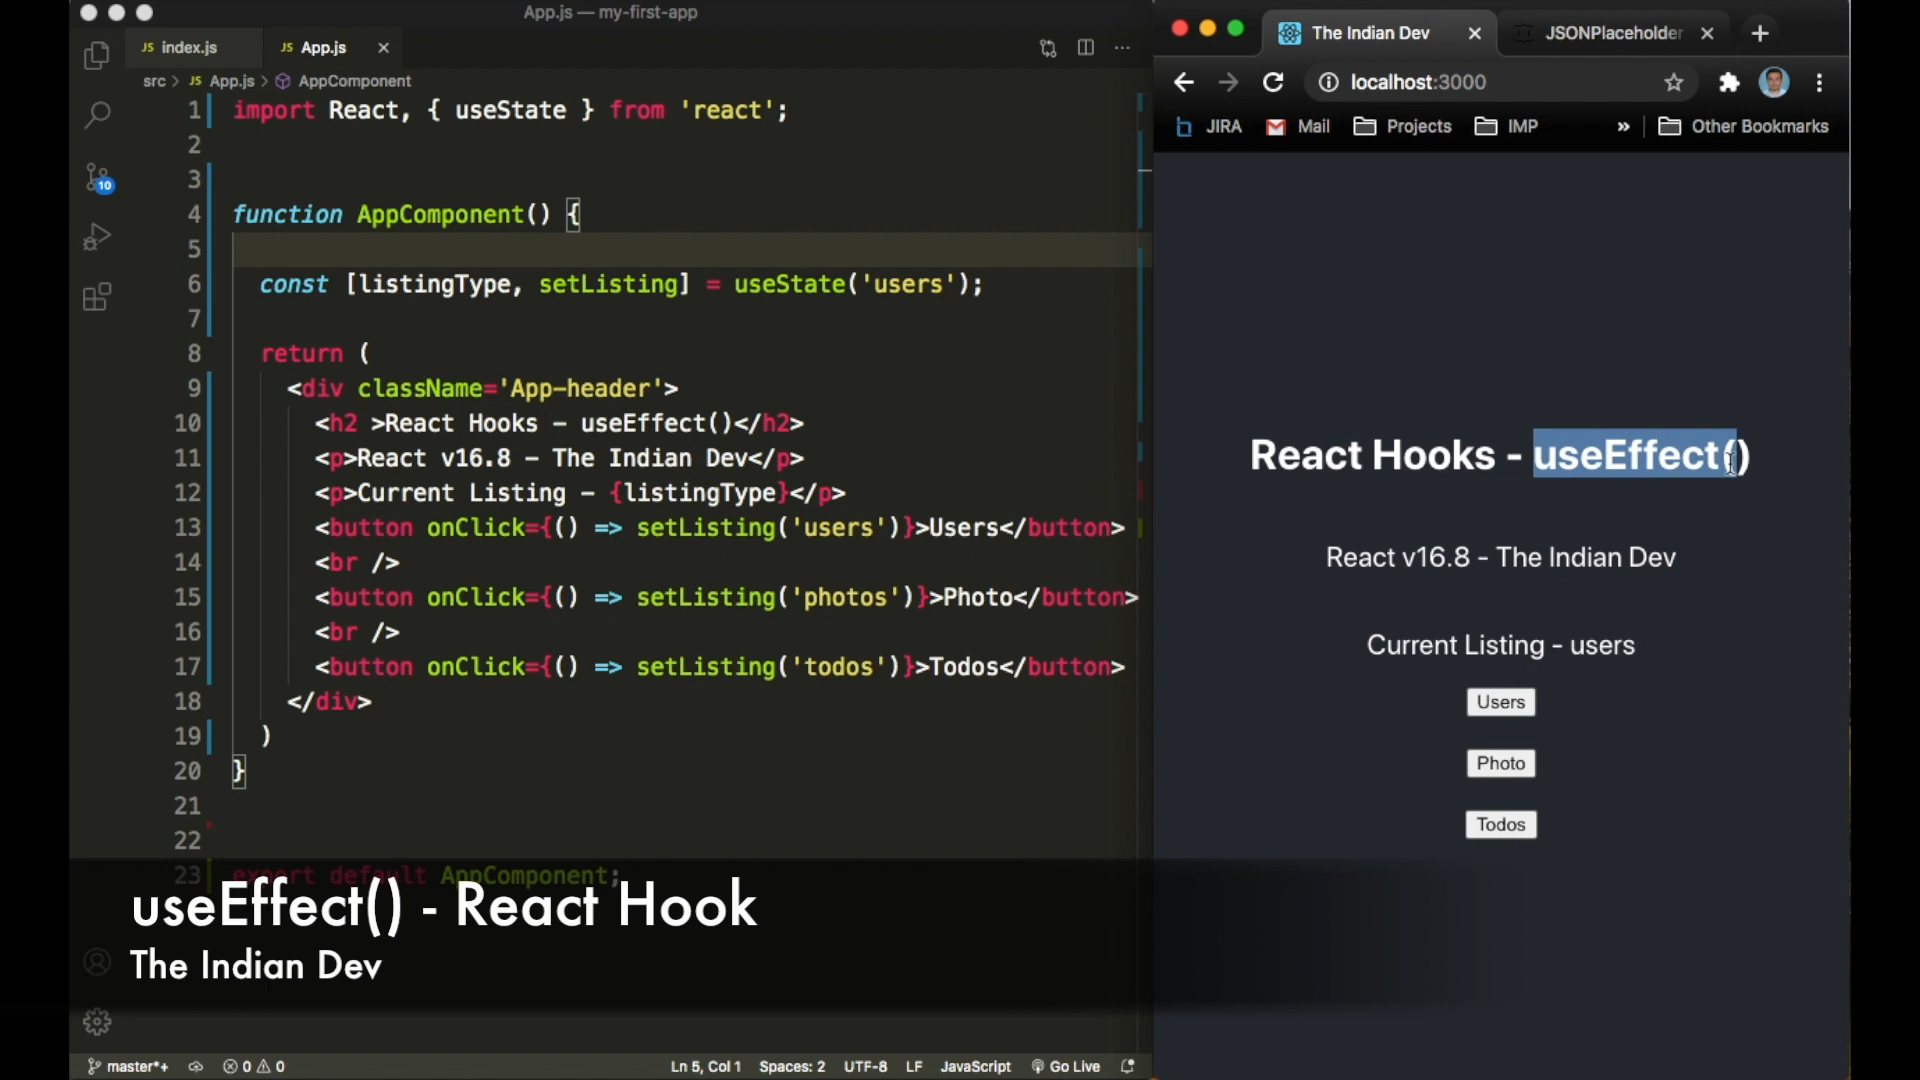 App.js — my-first-app
JS index.js
JS App.js
src > JS App.js > AppComponent
1 import React, { useState } from 'react';
2
3
4 function AppComponent() {
5
6 const [listingType, setListing] = useState('users');
7
8 return (
9 <div className='App-header'>
10 <h2 >React Hooks - useEffect()</h2>
11 <p>React v16.8 - The Indian Dev</p>
12 <p>Current Listing - {listingType}</p>
13 <button onClick={() => setListing('users')}>Users</button>
14 <br />
15 <button onClick={() => setListing('photos')}>Photo</button>
16 <br />
17 <button onClick={() => setListing('todos')}>Todos</button>
18 </div>
19 )
20 }
21
22
23 export default AppComponent;
10
useEffect() - React Hook
The Indian Dev
master*+ 0 0 Ln 5, Col 1 Spaces: 2 UTF-8 LF JavaScript Go Live
The Indian Dev
JSONPlaceholder
localhost:3000
JIRA Mail Projects IMP » Other Bookmarks
React Hooks - useEffect()
React v16.8 - The Indian Dev
Current Listing - users
Users
Photo
Todos